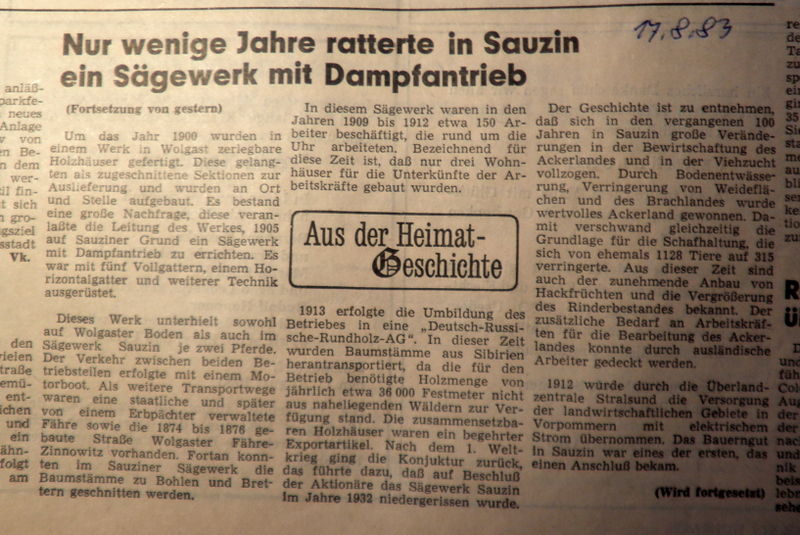 17.8.83
Nur wenige Jahre ratterte in Sauzin
ein Sägewerk mit Dampfantrieb
(Fortsetzung von gestern)
Um das Jahr 1900 wurden in
einem Werk in Wolgast zerlegbare
Holzhäuser gefertigt. Diese gelang-
ten als zugeschnittene Sektionen zur
Auslieferung und wurden an Ort
und Stelle aufgebaut. Es bestand
eine große Nachfrage, diese veran-
laßte die Leitung des Werkes, 1905
auf Sauziner Grund ein Sägewerk
mit Dampfantrieb zu errichten. Es
war mit fünf Vollgattern, einem Ho-
rizontalgatter und weiterer Technik
ausgerüstet.
Dieses Werk unterhielt sowohl
auf Wolgaster Boden als auch im
Sägewerk Sauzin je zwei Pferde.
Der Verkehr zwischen beiden Be-
triebsteilen erfolgte mit einem Mo-
torboot. Als weitere Transportwege
waren eine staatliche und später
von einem Erbpächter verwaltete
Fähre sowie die 1874 bis 1876 ge-
baute Straße Wolgaster Fähre-
Zinnowitz vorhanden. Fortan konn-
ten im Sauziner Sägewerk die
Baumstämme zu Bohlen und Bret-
tern geschnitten werden.
In diesem Sägewerk waren in den
Jahren 1909 bis 1912 etwa 150 Ar-
beiter beschäftigt, die rund um die
Uhr arbeiteten. Bezeichnend für
diese Zeit ist, daß nur drei Wohn-
häuser für die Unterkünfte der Ar-
beitskräfte gebaut wurden.
Aus der Heimat-
Geschichte
1913 erfolgte die Umbildung des
Betriebes in eine „Deutsch-Russi-
sche-Rundholz-AG". In dieser Zeit
wurden Baumstämme aus Sibirien
herantransportiert, da die für den
Betrieb benötigte Holzmenge von
jährlich etwa 36 000 Festmeter nicht
aus naheliegenden Wäldern zur Ver-
fügung stand. Die zusammensetzba-
ren Holzhäuser waren ein begehrter
Exportartikel. Nach dem 1. Welt-
krieg ging die Konjuktur zurück,
das führte dazu, daß auf Beschluß
der Aktionäre das Sägewerk Sauzin
im Jahre 1932 niedergerissen wurde.
Der Geschichte ist zu entnehmen,
daß sich in den vergangenen 100
Jahren in Sauzin große Verände-
rungen in der Bewirtschaftung des
Ackerlandes und in der Viehzucht
vollzogen. Durch Bodenentwässe-
rung, Verringerung von Weideflä-
chen und des Brachlandes wurde
wertvolles Ackerland gewonnen. Da-
mit verschwand gleichzeitig die
Grundlage für die Schafhaltung, die
sich von ehemals 1128 Tiere auf 315
verringerte. Aus dieser Zeit sind
auch der zunehmende Anbau von
Hackfrüchten und die Vergrößerung
des Rinderbestandes bekannt. Der
zusätzliche Bedarf an Arbeitskräf-
ten für die Bearbeitung des Acker-
landes konnte durch ausländische
Arbeiter gedeckt werden.
1912 wurde durch die Überland-
zentrale Stralsund die Versorgung
der landwirtschaftlichen Gebiete in
Vorpommern mit elektrischem
Strom übernommen. Das Bauerngut
in Sauzin war eines der ersten, das
einen Anschluß bekam.
(Wird fortgesetzt)